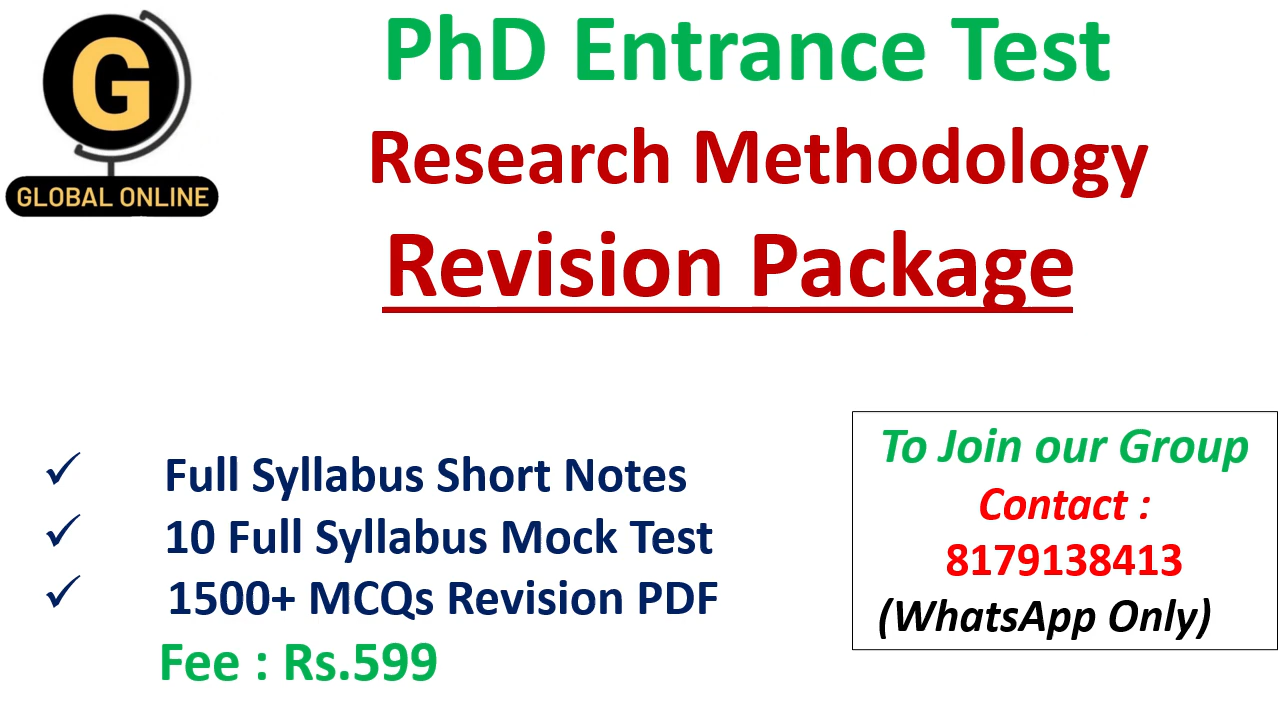 G
GLOBAL ONLINE
PhD Entrance Test
Research Methodology
Revision Package
✓ Full Syllabus Short Notes
✓ 10 Full Syllabus Mock Test
✓ 1500+ MCQs Revision PDF
Fee : Rs.599
To Join our Group
Contact :
8179138413
(WhatsApp Only)